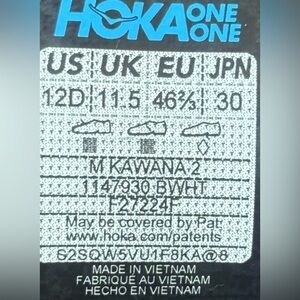 HOKA ONE ONE
US UK EU JPN
12D 11.5 46⅔ 30
M KAWANA 2
1147930 BWHT
F27224F
May be covered by Pat.
www.hoka.com/patents
S2SQW5VU1F8KA@8
MADE IN VIETNAM
FABRIQUÉ AU VIETNAM
HECHO EN VIETNAM